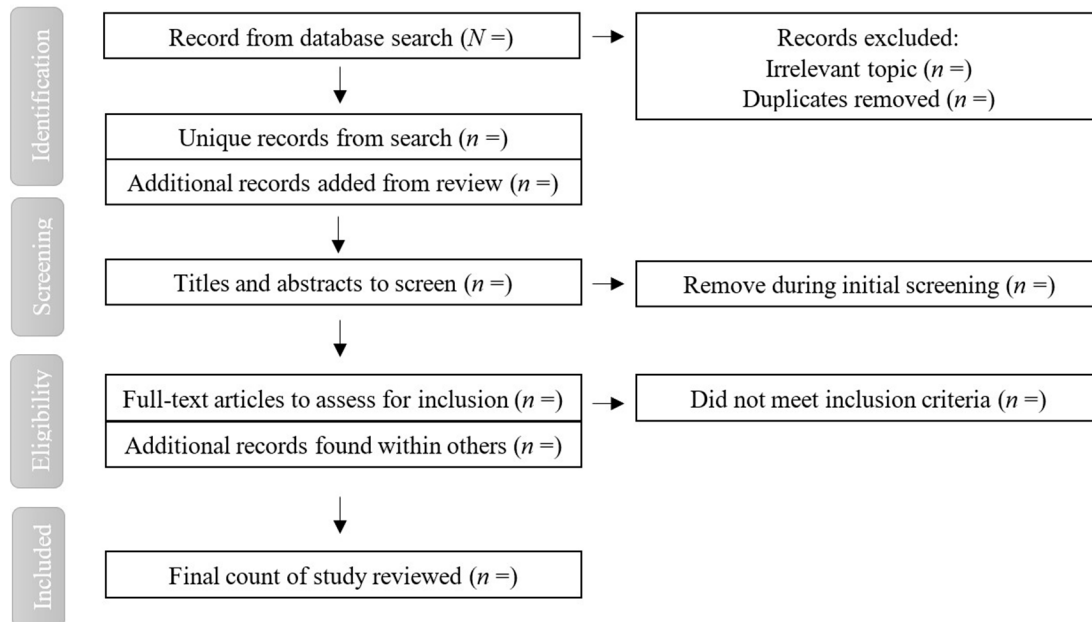 Identification
Record from database search (N =)
Records excluded:
Irrelevant topic (n =)
Duplicates removed (n =)
Unique records from search (n =)
Additional records added from review (n =)
Screening
Titles and abstracts to screen (n =)
Remove during initial screening (n =)
Eligibility
Full-text articles to assess for inclusion (n =)
Did not meet inclusion criteria (n =)
Additional records found within others (n =)
Included
Final count of study reviewed (n =)